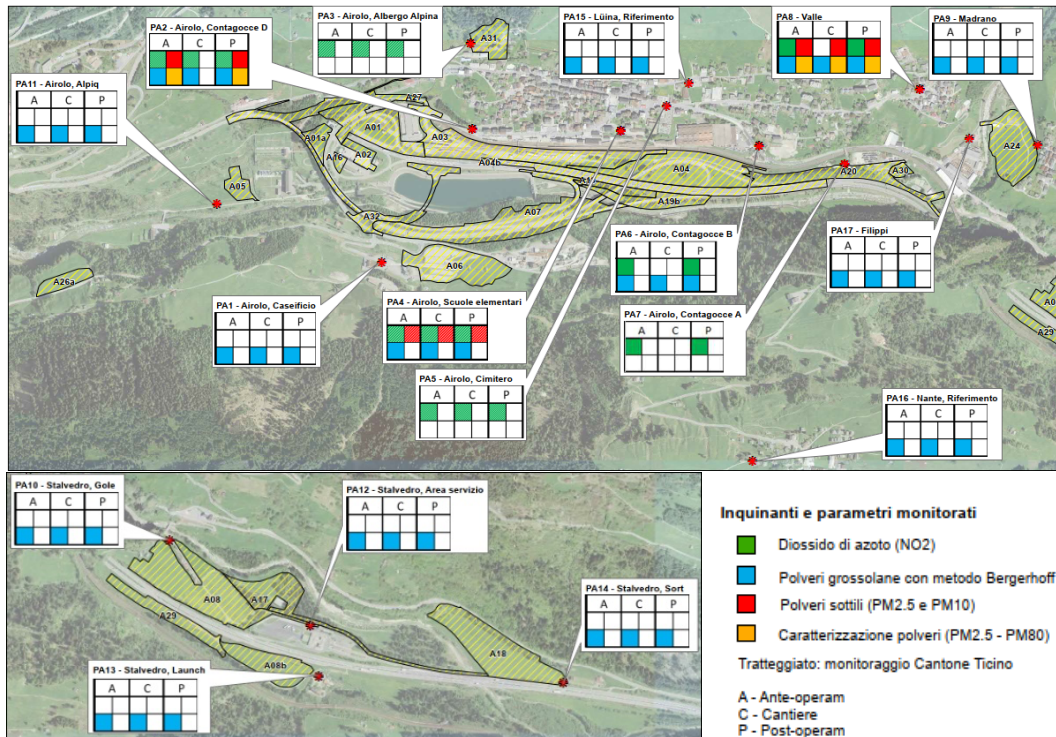 PA2 - Airolo, Contagocce D
A C P
PA3 - Airolo, Albergo Alpina
A C P
PA15 - Lüina, Riferimento
A C P
PA8 - Valle
A C P
PA9 - Madrano
A C P
PA11 - Airolo, Alpiq
A C P
A31
A27
A01
A01a
A03
A02
A16
A04b
A04
A05
A20
A30
A24
A19b
A07
A32
A06
A26a
A29
PA6 - Airolo, Contagocce B
A C P
PA17 - Filippi
A C P
PA1 - Airolo, Caseificio
A C P
PA4 - Airolo, Scuole elementari
A C P
PA7 - Airolo, Contagocce A
A C P
PA5 - Airolo, Cimitero
A C P
PA16 - Nante, Riferimento
A C P
PA10 - Stalvedro, Gole
A C P
PA12 - Stalvedro, Area servizio
A C P
PA14 - Stalvedro, Sort
A C P
PA13 - Stalvedro, Launch
A C P
A08
A17
A29
A08b
A18
Inquinanti e parametri monitorati
Diossido di azoto (NO2)
Polveri grossolane con metodo Bergerhoff
Polveri sottili (PM2.5 e PM10)
Caratterizzazione polveri (PM2.5 - PM80)
Tratteggiato: monitoraggio Cantone Ticino
A - Ante-operam
C - Cantiere
P - Post-operam